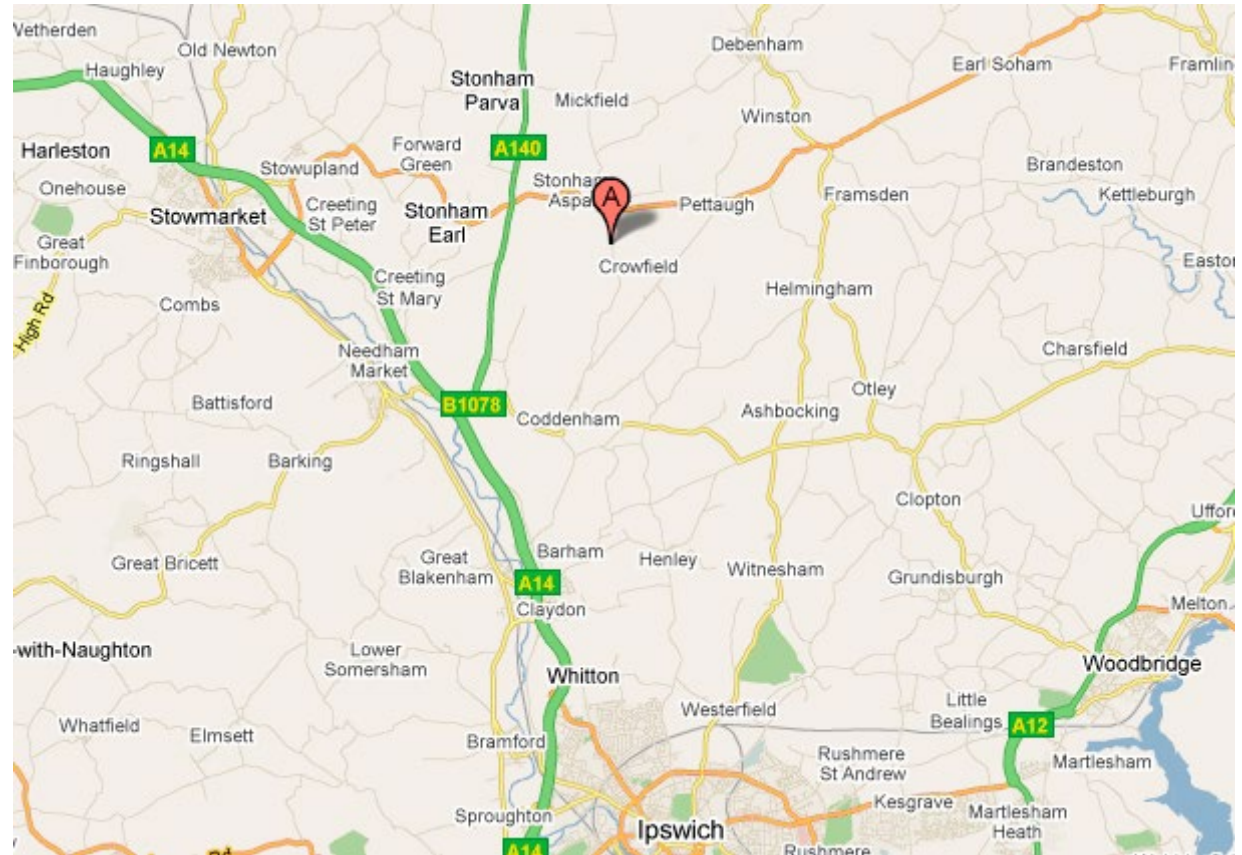 Wetherden
Old Newton
Debenham
Earl Soham
Framlin
Haughley
Stonham
Parva
Mickfield
Winston
Harleston
A14
A140
Forward
Green
Stowupland
Brandeston
Onehouse
Stonham
Aspa
A
Kettleburgh
Creeting
St Peter
Stonham
Earl
Pettaugh
Framsden
Stowmarket
Great
Finborough
Crowfield
Easton
Creeting
St Mary
Helmingham
Combs
High Rd
Needham
Market
Charsfield
Battisford
B1078
Coddenham
Ashbocking
Otley
Ringshall
Barking
Clopton
Uffor
Great Bricett
Great
Blakenham
Barham
Henley
Witnesham
Grundisburgh
A14
Claydon
Melton
-with-Naughton
Lower
Somersham
Whitton
Woodbridge
Whatfield
Elmsett
Westerfield
Little
Bealings
A12
Bramford
Rushmere
St Andrew
Martlesham
Sproughton
Kesgrave
Martlesham
Heath
Ipswich
A14
Rd
Rushmere